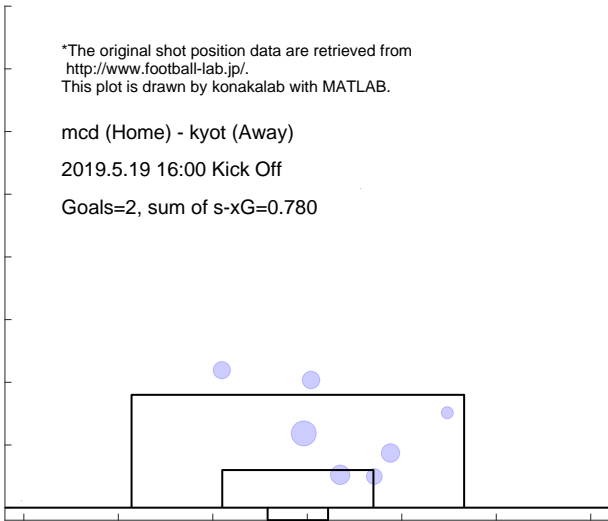 *The original shot position data are retrieved from
http://www.football-lab.jp/.
This plot is drawn by konakalab with MATLAB.
mcd (Home) - kyot (Away)
2019.5.19 16:00 Kick Off
Goals=2, sum of s-xG=0.780